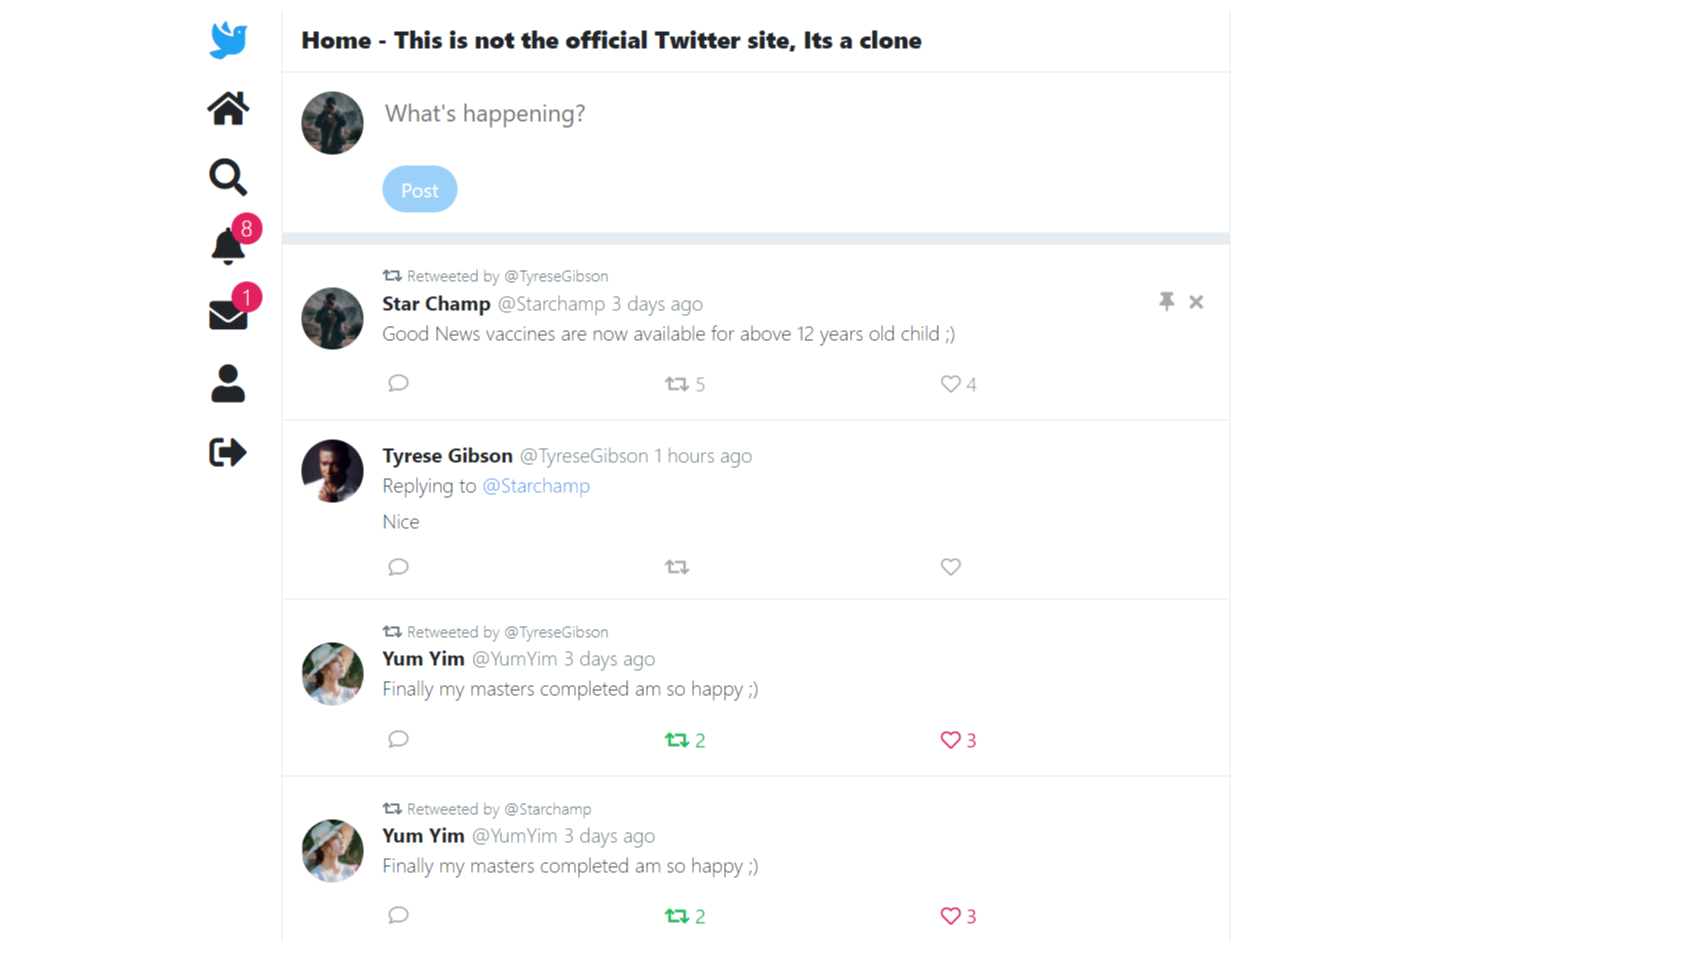 Home - This is not the official Twitter site, Its a clone
What's happening?
Post
8
1
Retweeted by @TyreseGibson
Star Champ @Starchamp 3 days ago
Good News vaccines are now available for above 12 years old child ;)
5 4
Tyrese Gibson @TyreseGibson 1 hours ago
Replying to @Starchamp
Nice
Retweeted by @TyreseGibson
Yum Yim @YumYim 3 days ago
Finally my masters completed am so happy ;)
2 3
Retweeted by @Starchamp
Yum Yim @YumYim 3 days ago
Finally my masters completed am so happy ;)
2 3